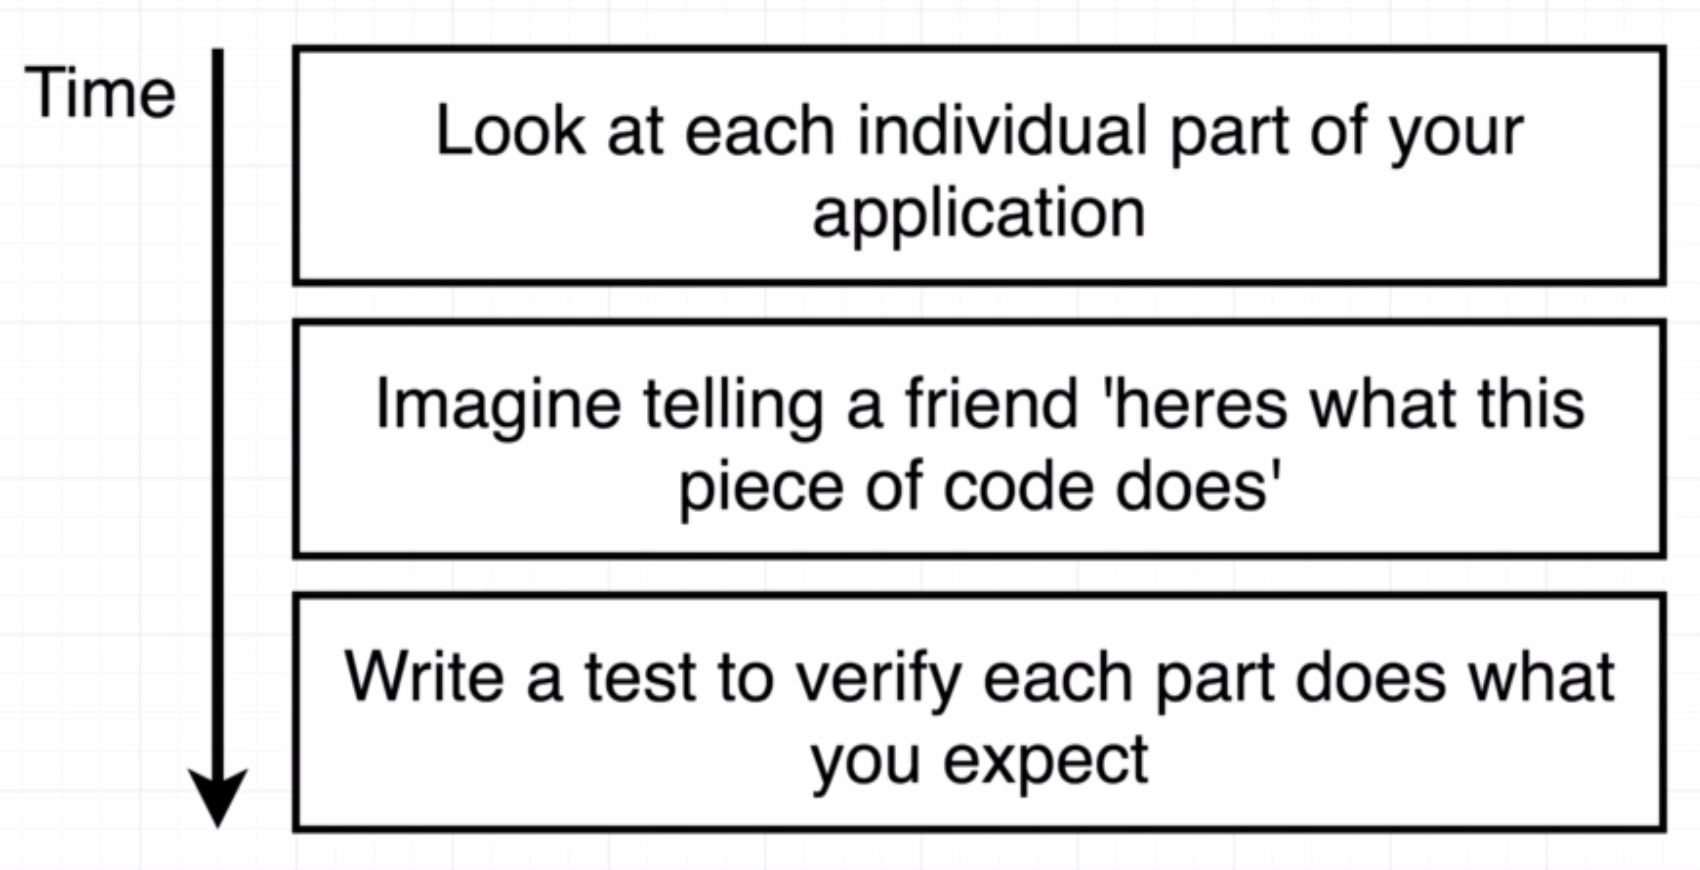 Time
Look at each individual part of your
application
Imagine telling a friend 'heres what this
piece of code does'
Write a test to verify each part does what
you expect